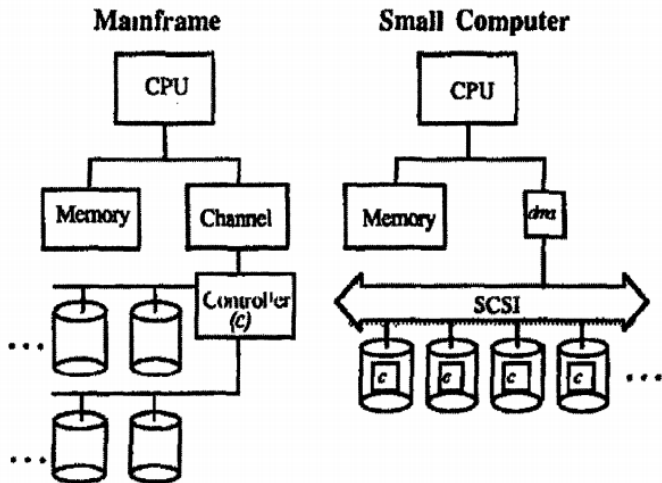 Mainframe Small Computer
CPU CPU
Memory Channel Memory dma
Controller
(c)
SCSI
...
c c c c ...
...